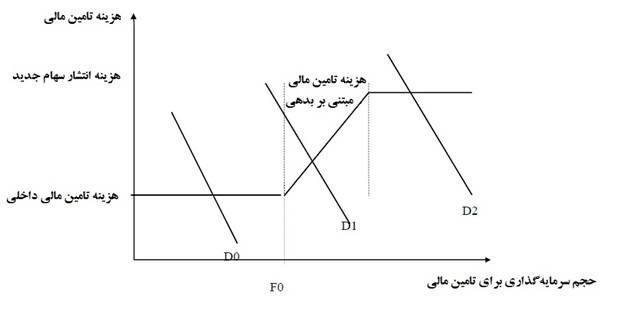 هزینه تامین مالی
هزینه انتشار سهام جدید
هزینه تامین مالی
مبتنی بر بدهی
هزینه تامین مالی داخلی
D2
D1
D0
حجم سرمایه‌گذاری برای تامین مالی
F0